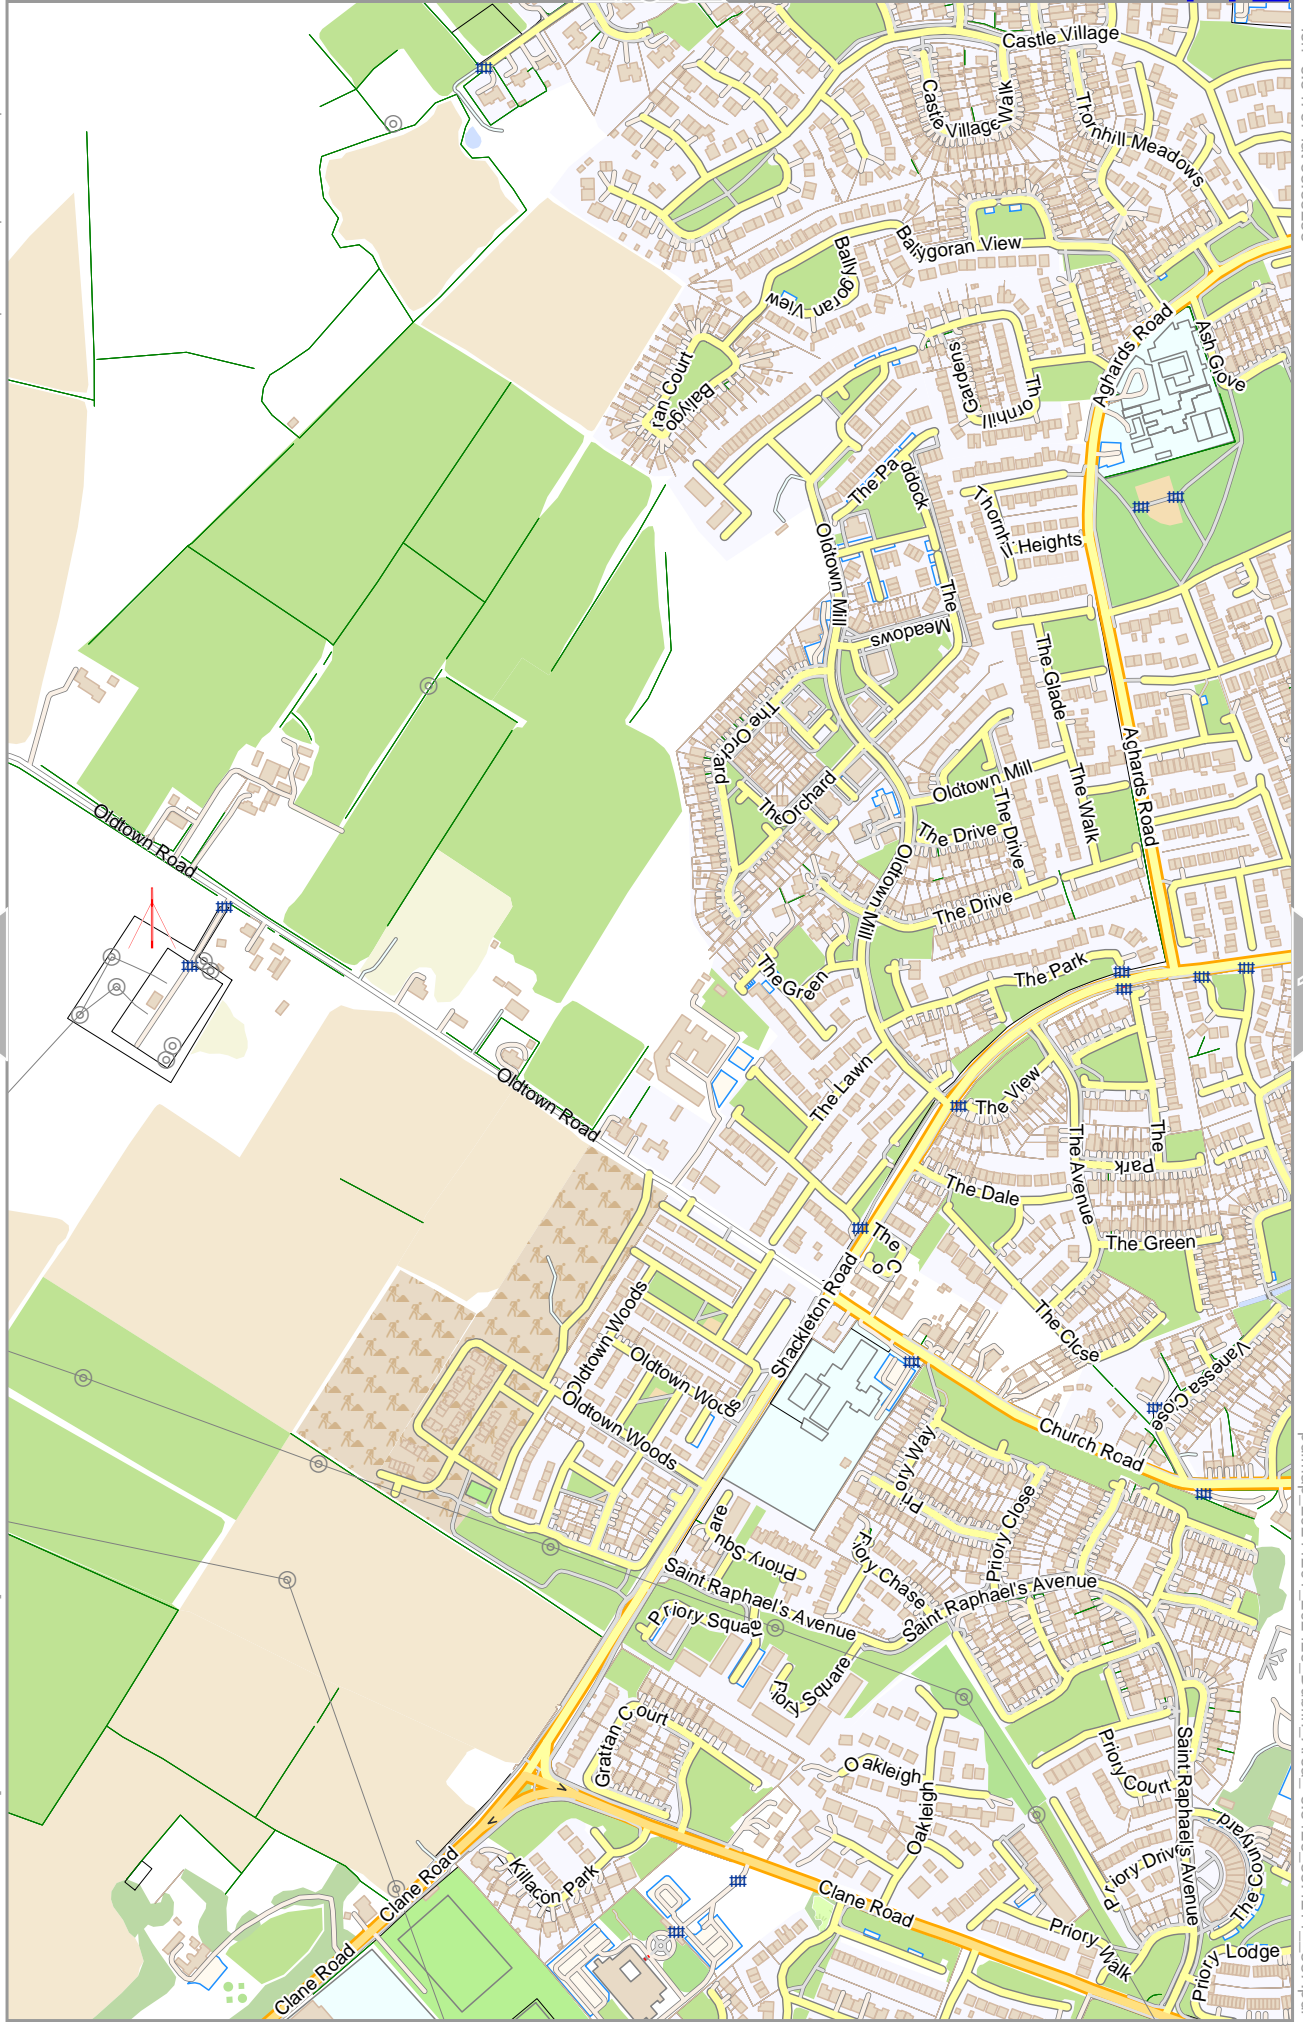 Castle Village
Castle
Village
Walk
Thornhill Meadows
Ballygoran View
Ballygoran
View
Aghards Road
Ash Grove
Ballygoran Court
Thornhill
Gardens
The Paddock
Thornhill Heights
Oldtown Mill
The
Meadows
The Glade
The Orchard
Aghards Road
Oldtown Mill
The Walk
The Orchard
The Drive
The Drive
Oldtown Road
Oldtown Mill
The Drive
The Park
The Green
The Lawn
The View
Oldtown Road
The Avenue
The
Park
The Dale
The Green
The
Shackleton Road
Oldtown Woods
The Close
Oldtown Woods
Vanessa Close
Oldtown Woods
Church Road
Priory Way
Priory Close
Priory Square
Priory Chase
Saint Raphael's Avenue
Saint Raphael's Avenue
Priory Square
Priory Square
Grattan Court
Oakleigh
Oakleigh
Priory Court
Saint Raphael's Avenue
Priory Drive
The Courtyard
Killadoon Park
Clane Road
Clane Road
Priory Walk
Priory Lodge
Clane Road